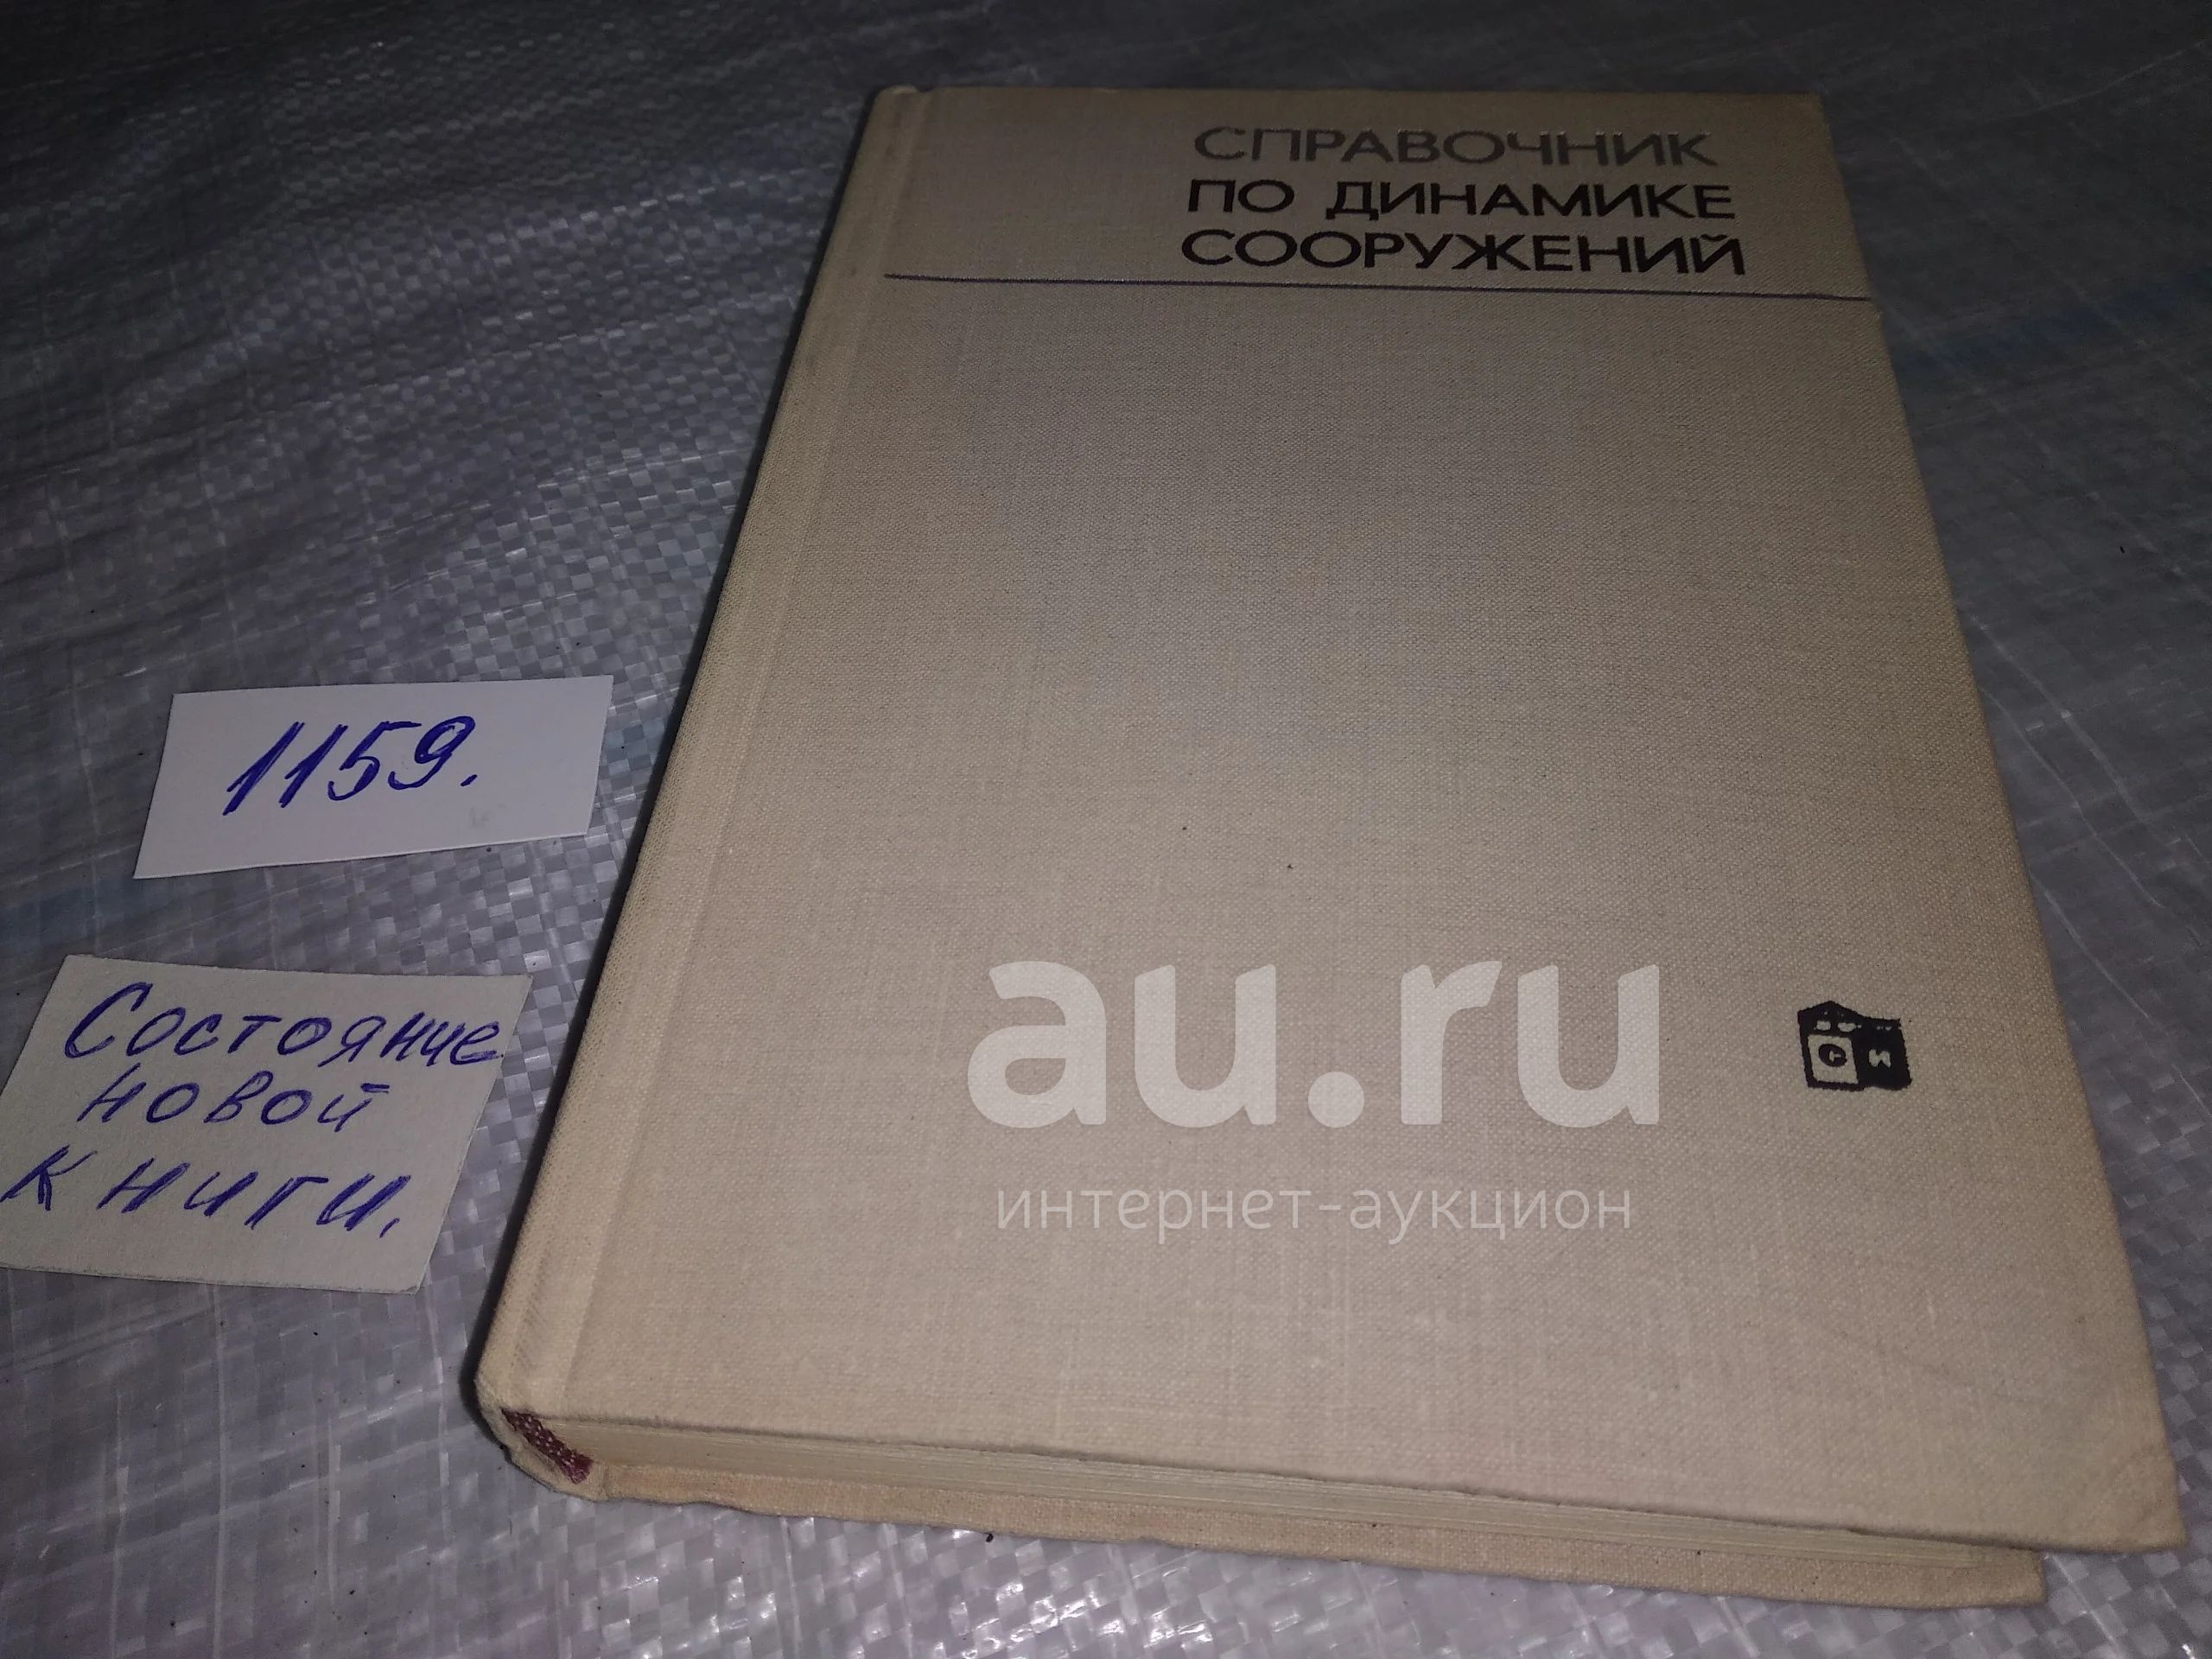 СПРАВОЧНИК
ПО ДИНАМИКЕ
СООРУЖЕНИЙ
1159.
Состояние
новой
книги.
au.ru
интернет-аукцион
С И